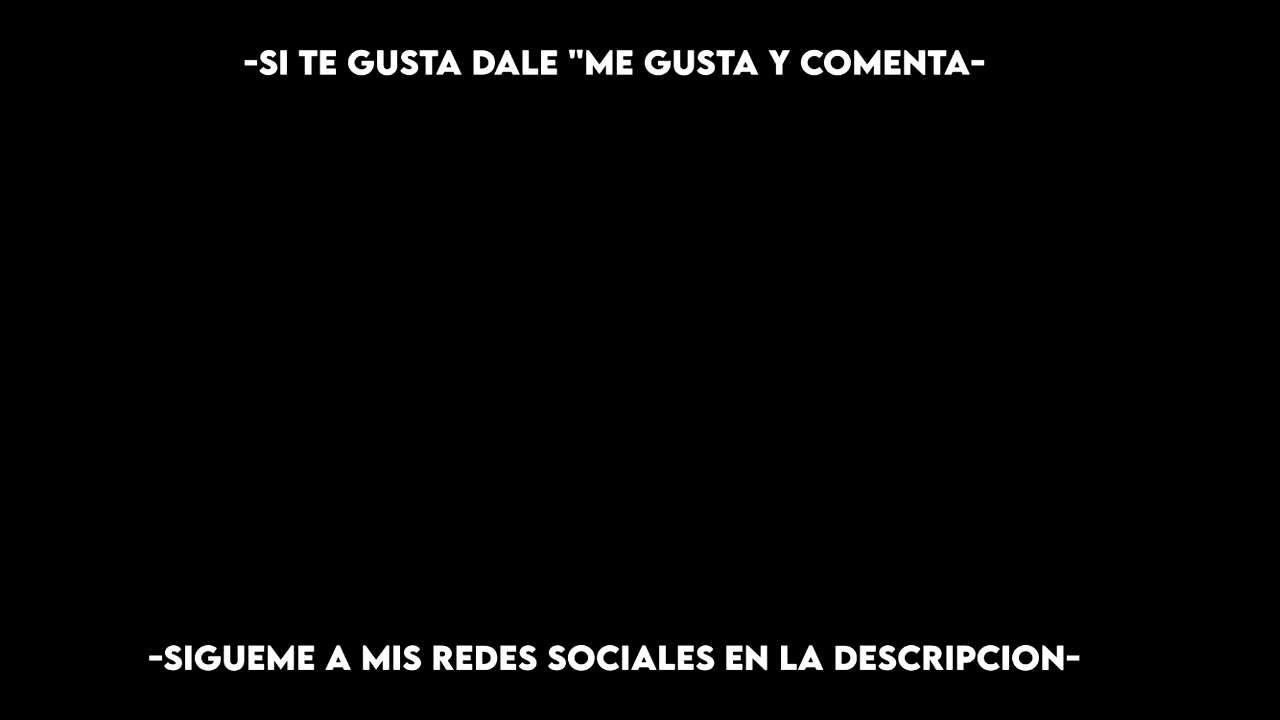 -SI TE GUSTA DALE "ME GUSTA Y COMENTA-
-SIGUEME A MIS REDES SOCIALES EN LA DESCRIPCION-